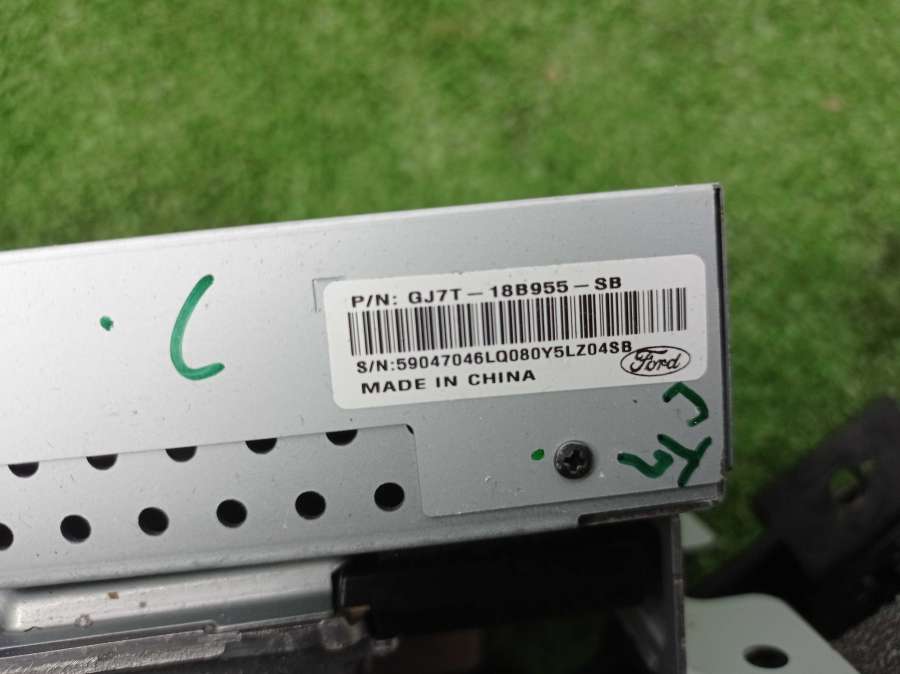 P/N: GJ7T-18B955-SB
S/N:59047046LQ080Y5LZ04SB
Ford
MADE IN CHINA